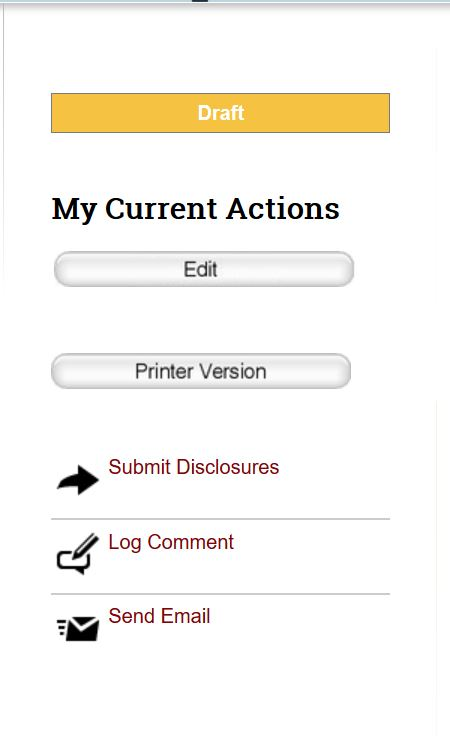 Draft
My Current Actions
Edit
Printer Version
Submit Disclosures
Log Comment
Send Email